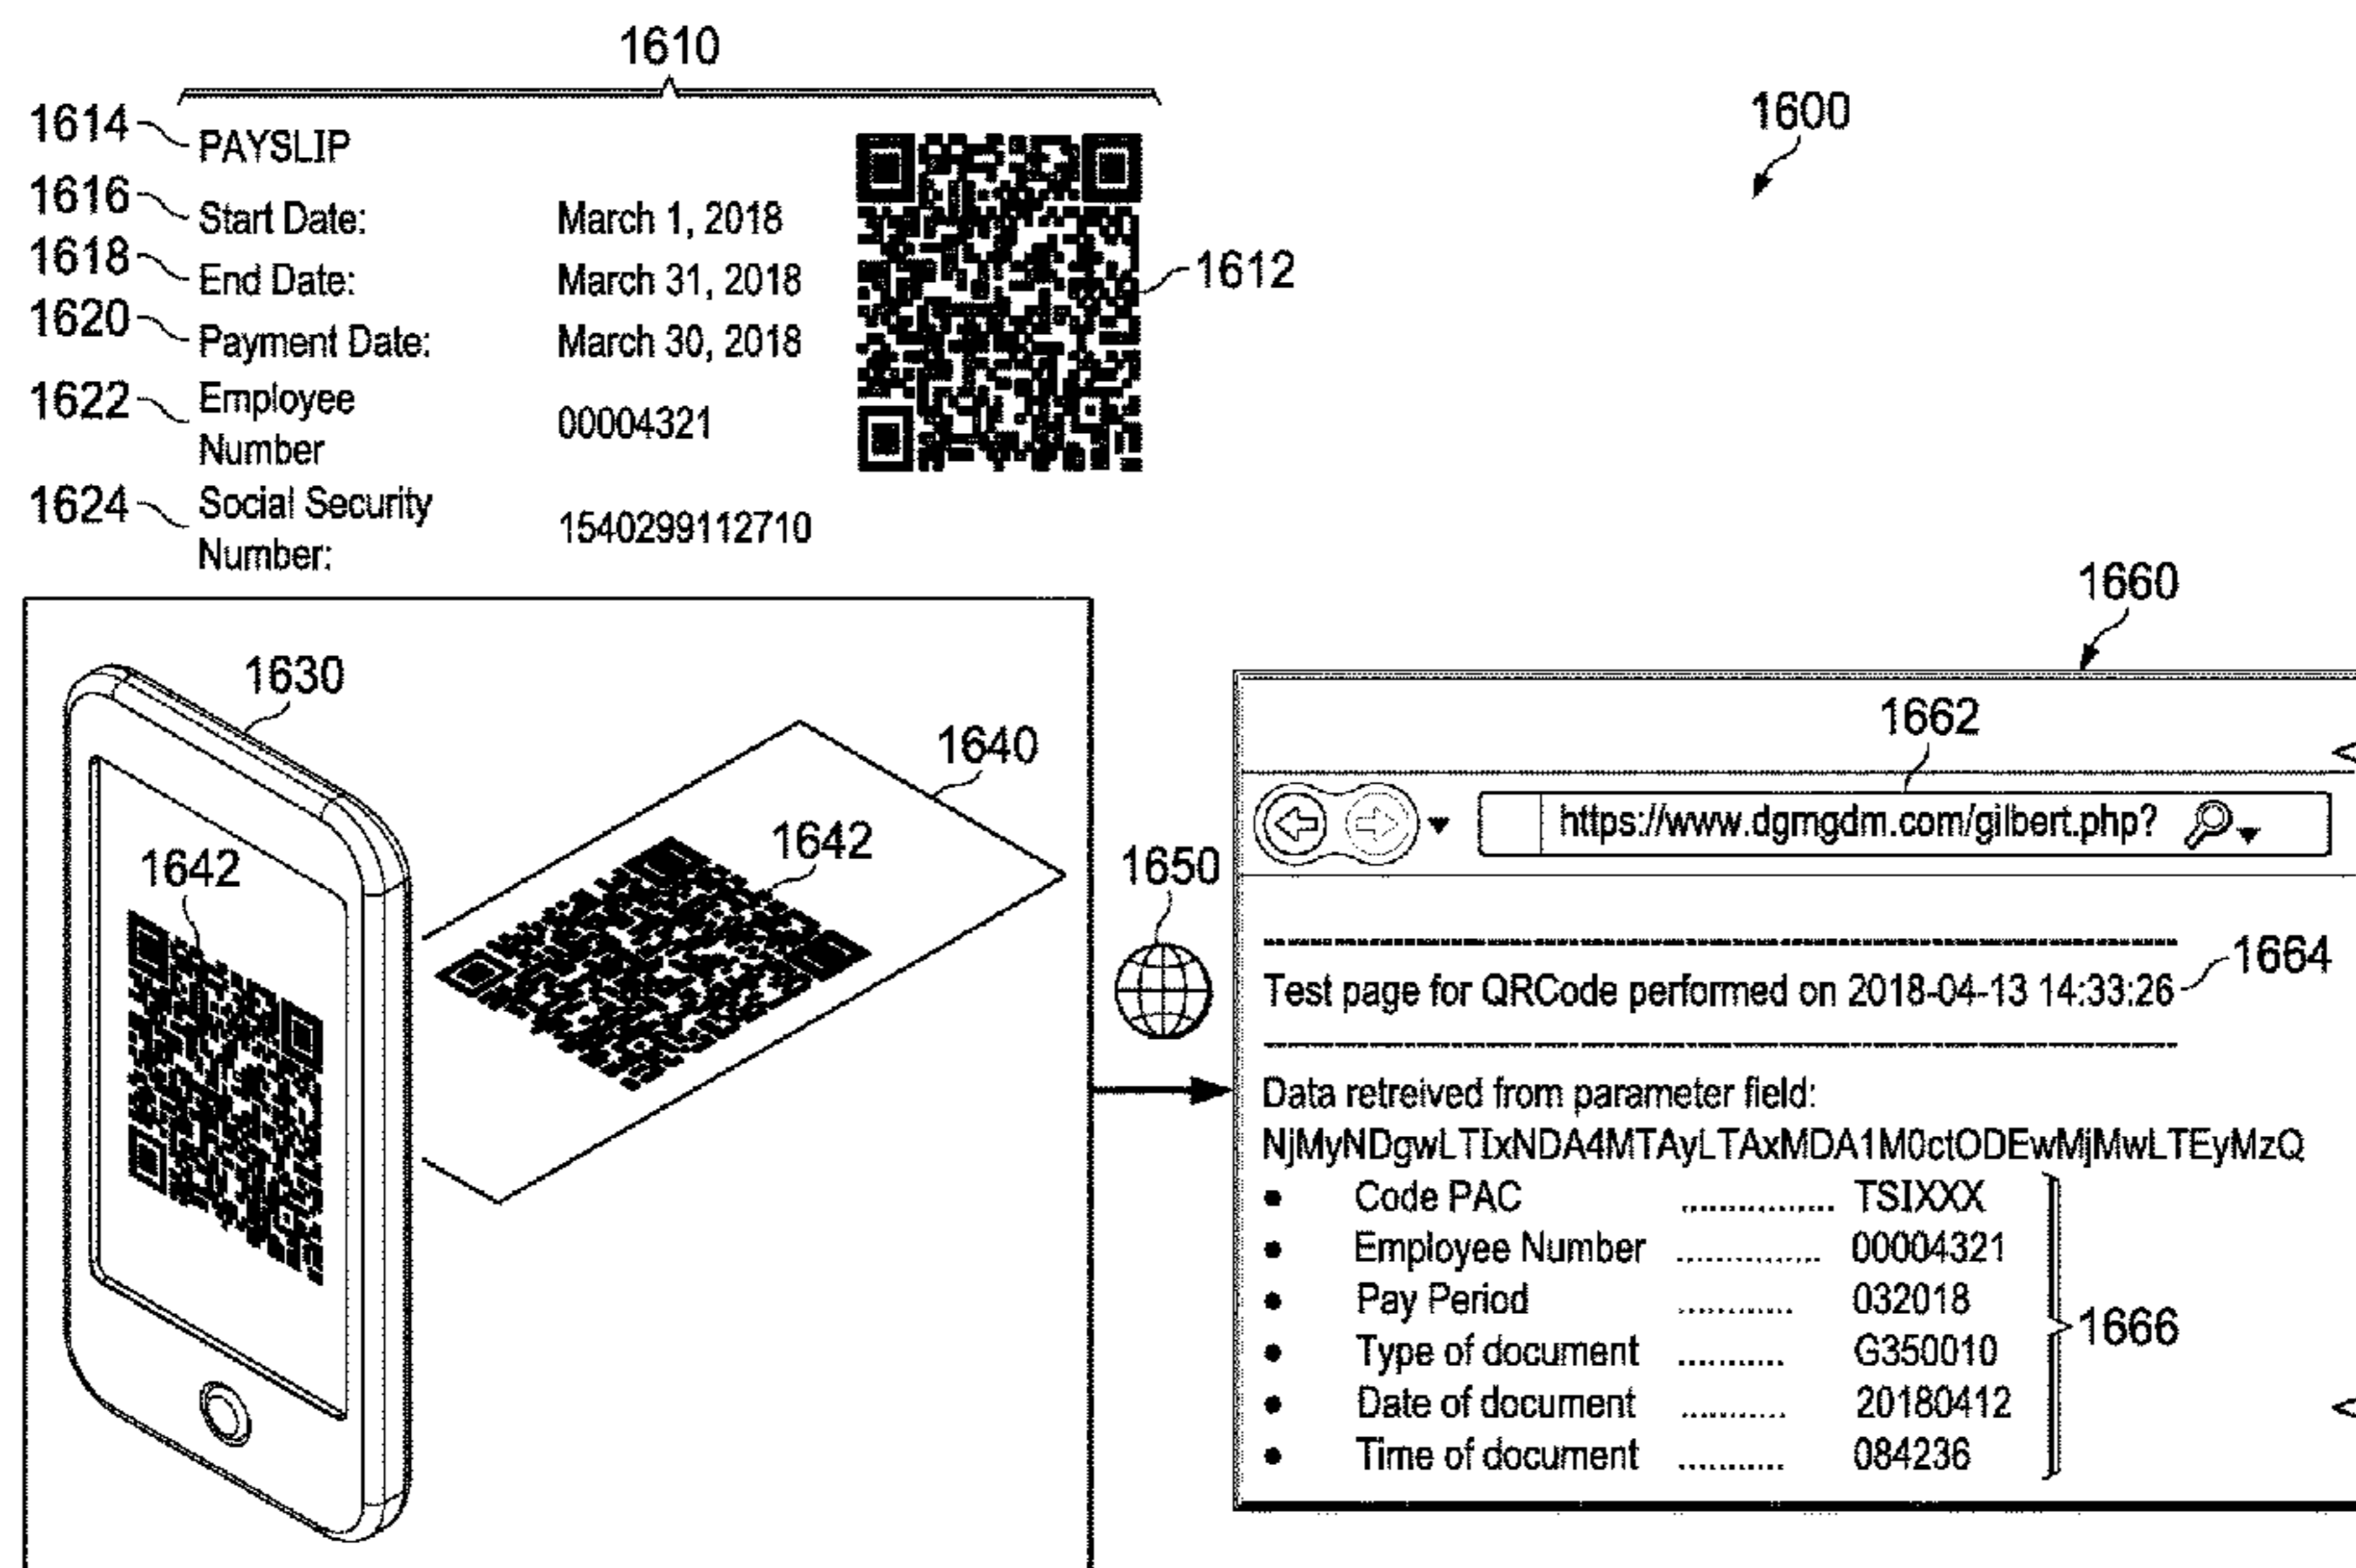 1610
1600
1614 PAYSLIP
1616 Start Date: March 1, 2018
1618 End Date: March 31, 2018
1612
1620 Payment Date: March 30, 2018
1622 Employee Number 00004321
1624 Social Security Number: 1540299112710
1630
1640
1642
1642
1650
1660
1662
https://www.dgmgdm.com/gilbert.php?
1664
Test page for QRCode performed on 2018-04-13 14:33:26
Data retreived from parameter field:
NjMyNDgwLTIxNDA4MTAyLTAxMDA1M0ctODEwMjMwLTEyMzQ
• Code PAC .............. TSIXXX
• Employee Number ............. 00004321
• Pay Period ........... 032018
• Type of document ........... G350010
• Date of document ........... 20180412
• Time of document ........... 084236
1666